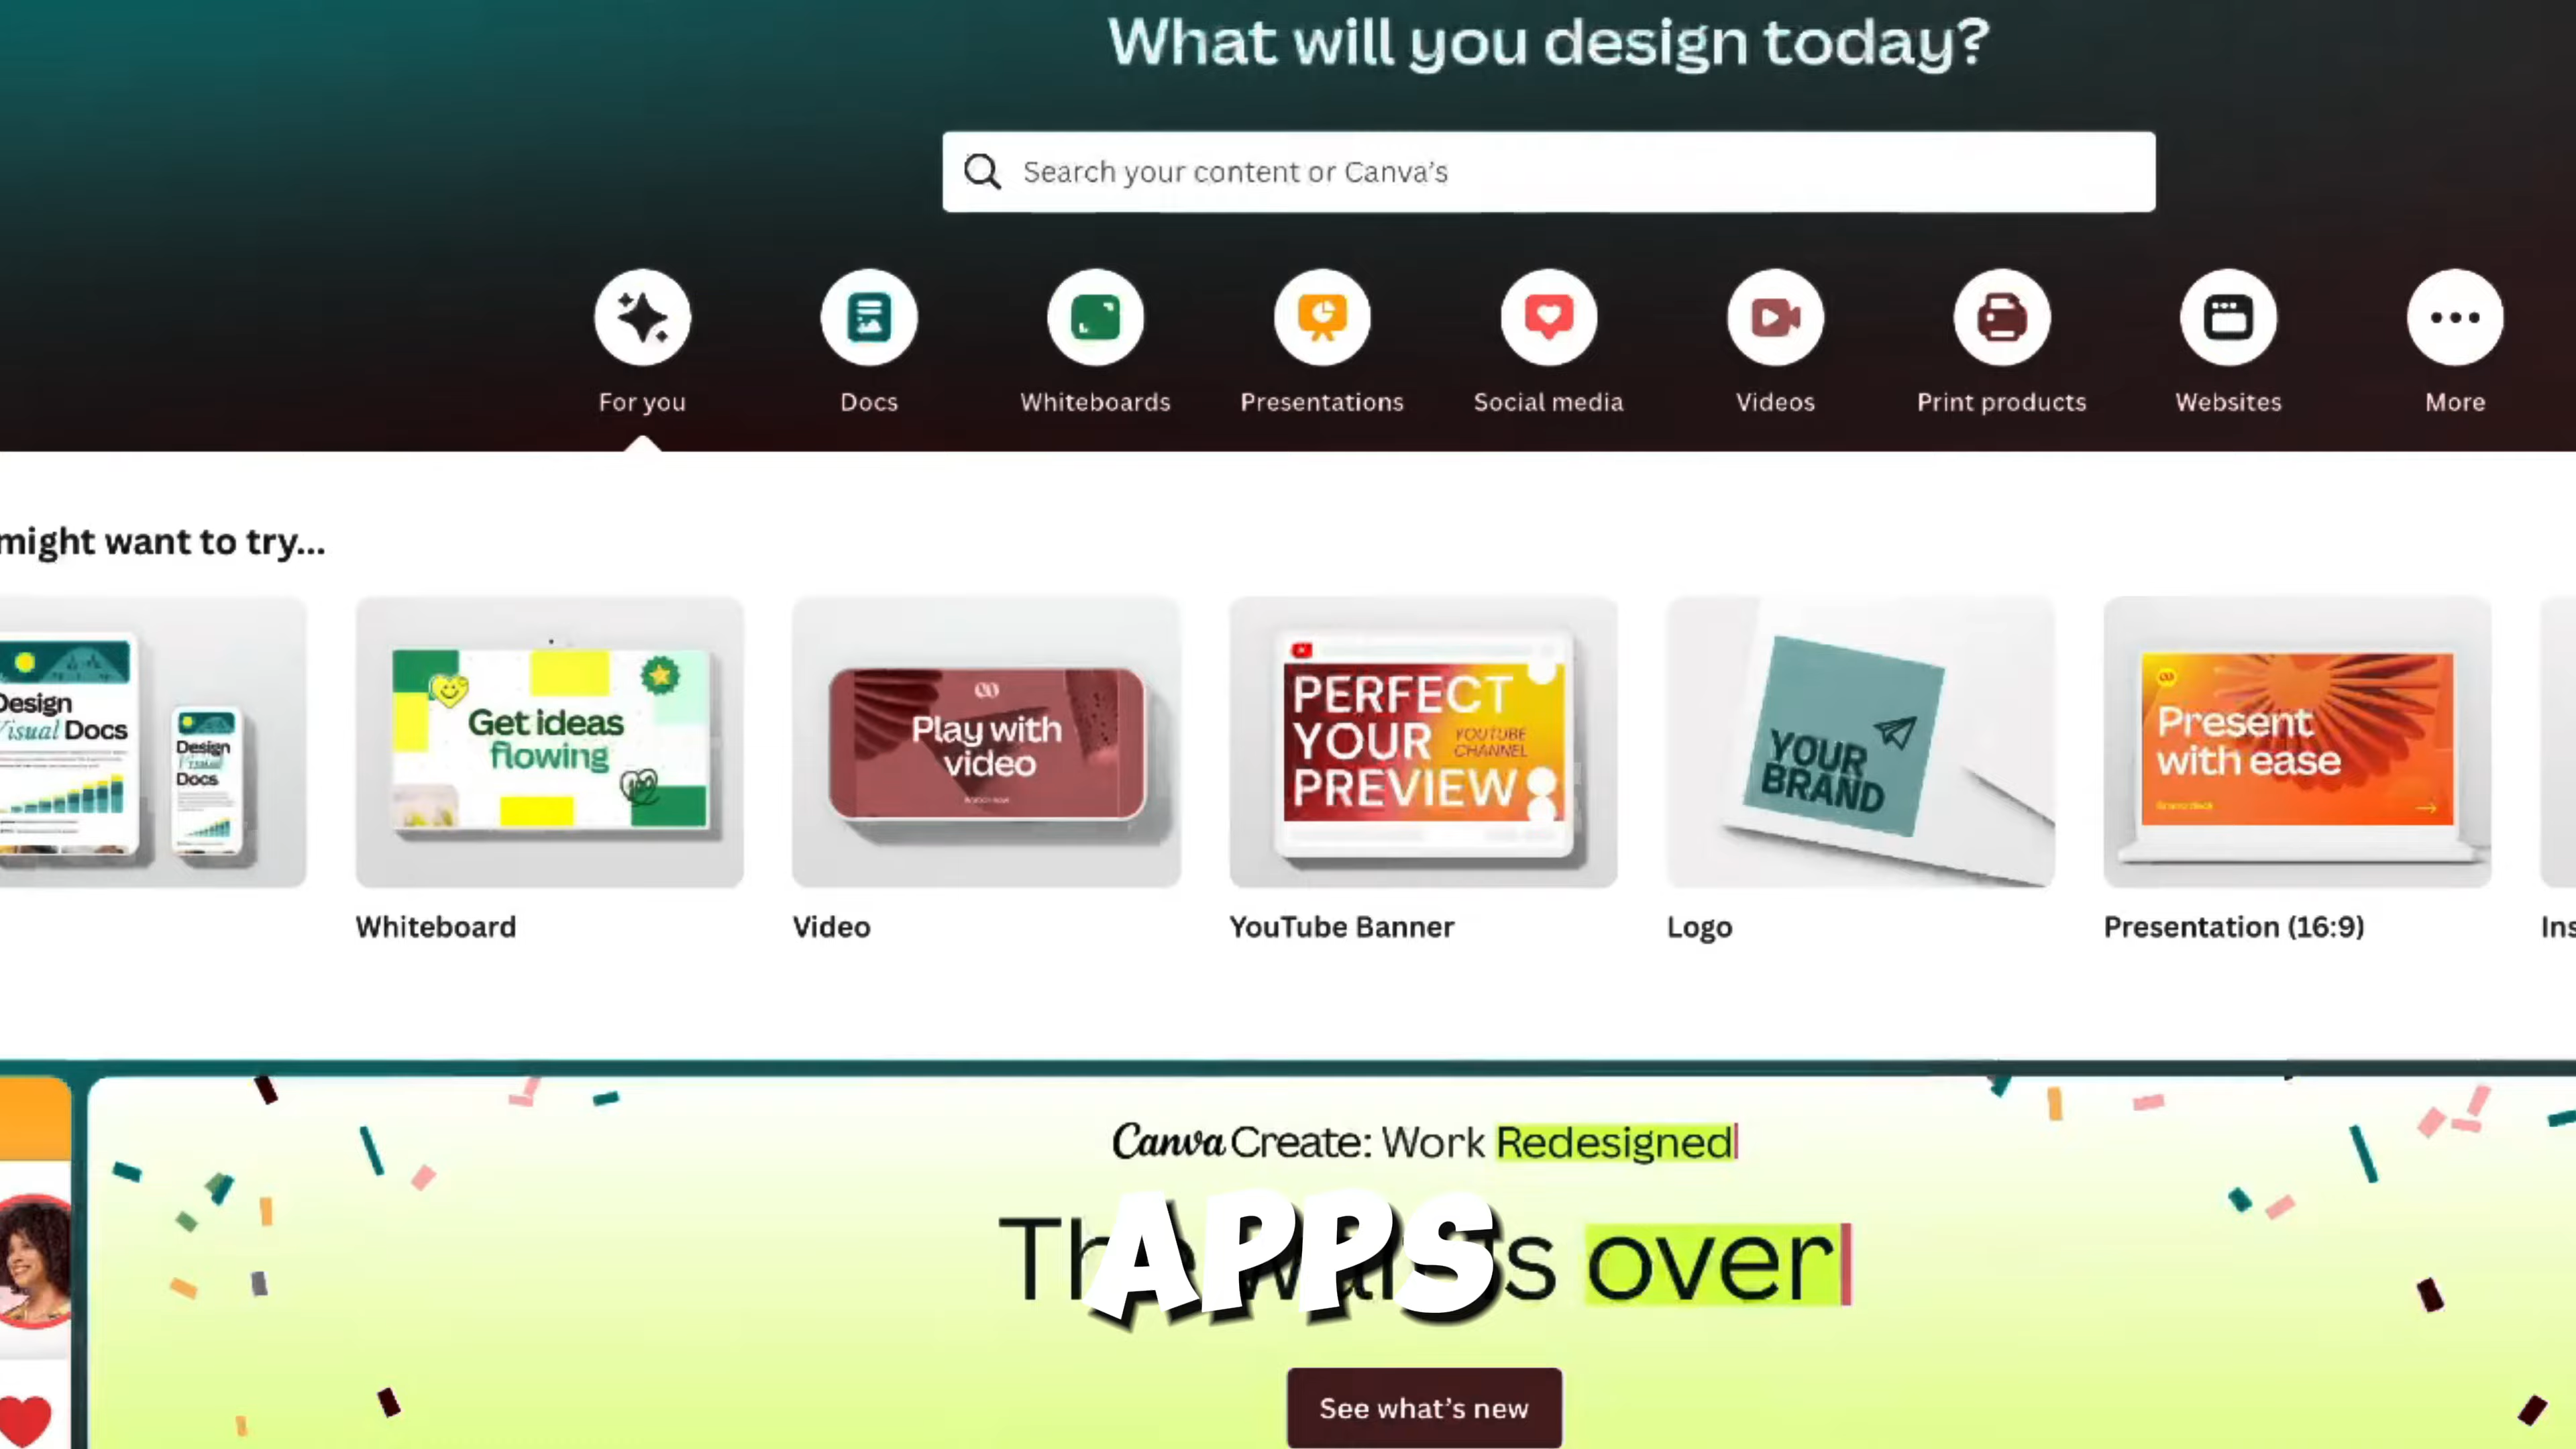 What will you design today?
Search your content or Canva's
For you
Docs
Whiteboards
Presentations
Social media
Videos
Print products
Websites
More
might want to try...
Design
Visual Docs
Design
Visual
Docs
Get ideas
flowing
Play with
video
PERFECT
YOUR
PREVIEW
YOUTUBE
CHANNEL
YOUR
BRAND
Present
with ease
Whiteboard
Video
YouTube Banner
Logo
Presentation (16:9)
Ins
Canva Create: Work Redesigned
APPS
over
See what's new